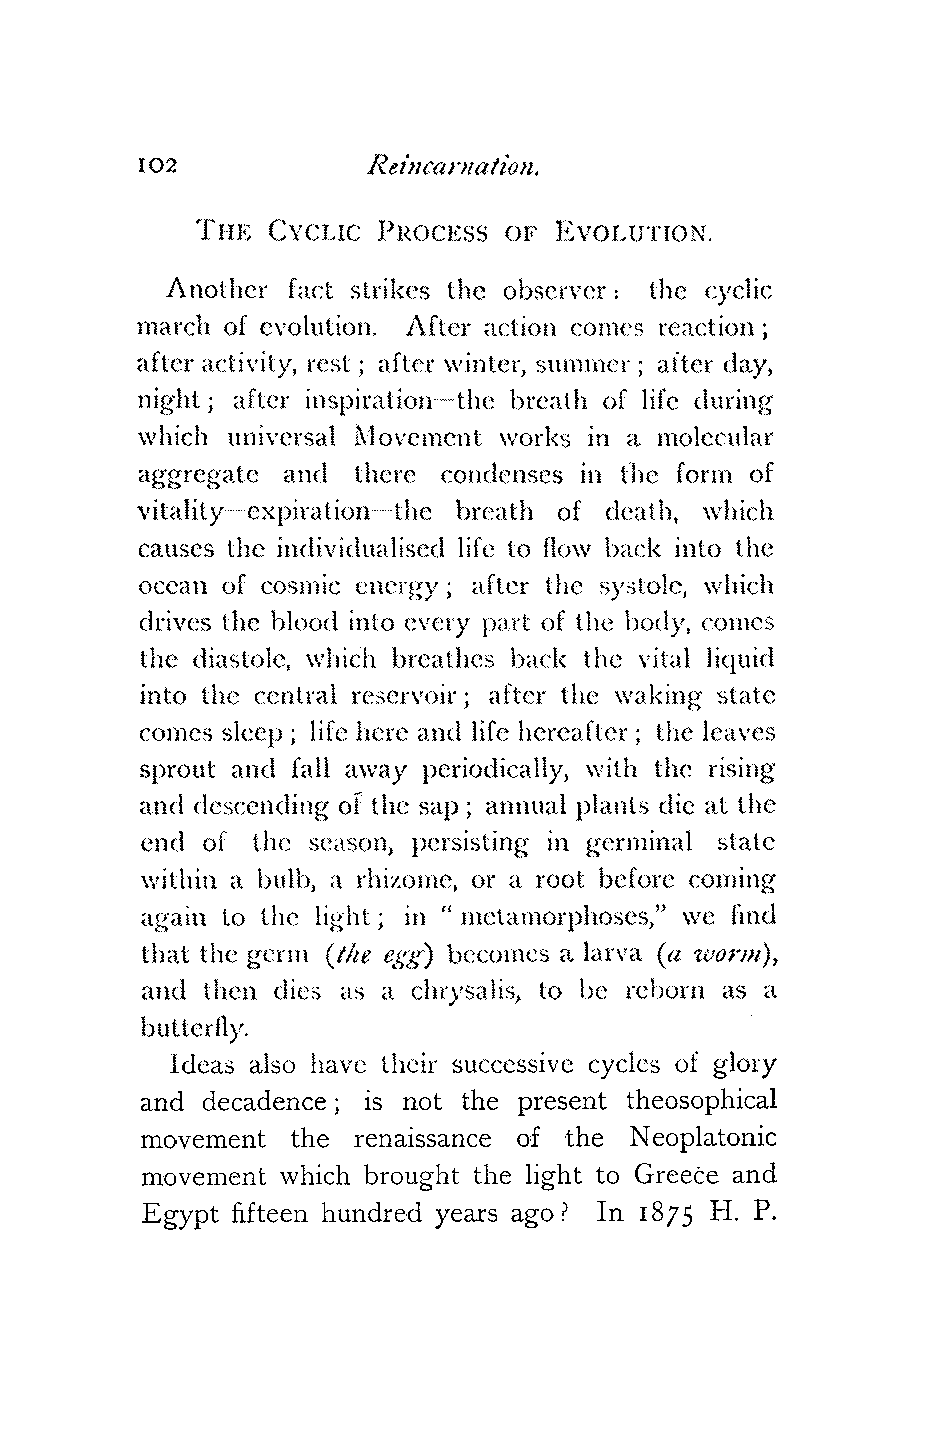 102 Reincarnation.
THE CYCLIC PROCESS OF EVOLUTION.
Another fact strikes the observer: the cyclic
march of evolution. After action comes reaction;
after activity, rest; after winter, summer; after day,
night; after inspiration—the breath of life during
which universal Movement works in a molecular
aggregate and there condenses in the form of
vitality—expiration—the breath of death, which
causes the individualised life to flow back into the
ocean of cosmic energy; after the systole, which
drives the blood into every part of the body, comes
the diastole, which breathes back the vital liquid
into the central reservoir; after the waking state
comes sleep; life here and life hereafter; the leaves
sprout and fall away periodically, with the rising
and descending of the sap; annual plants die at the
end of the season, persisting in germinal state
within a bulb, a rhizome, or a root before coming
again to the light; in "metamorphoses," we find
that the germ (the egg) becomes a larva (a worm),
and then dies as a chrysalis, to be reborn as a
butterfly.
Ideas also have their successive cycles of glory
and decadence; is not the present theosophical
movement the renaissance of the Neoplatonic
movement which brought the light to Greece and
Egypt fifteen hundred years ago? In 1875 H. P.